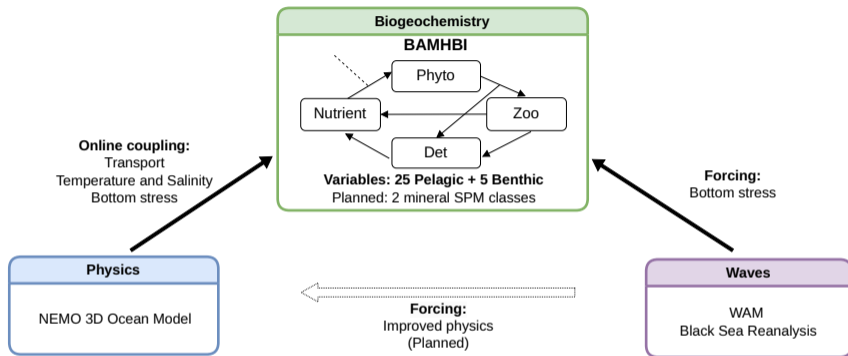 Biogeochemistry
BAMHBI
Phyto
Nutrient
Zoo
Det
Variables: 25 Pelagic + 5 Benthic
Planned: 2 mineral SPM classes
Online coupling:
Transport
Temperature and Salinity
Bottom stress
Forcing:
Bottom stress
Physics
NEMO 3D Ocean Model
Forcing:
Improved physics
(Planned)
Waves
WAM
Black Sea Reanalysis